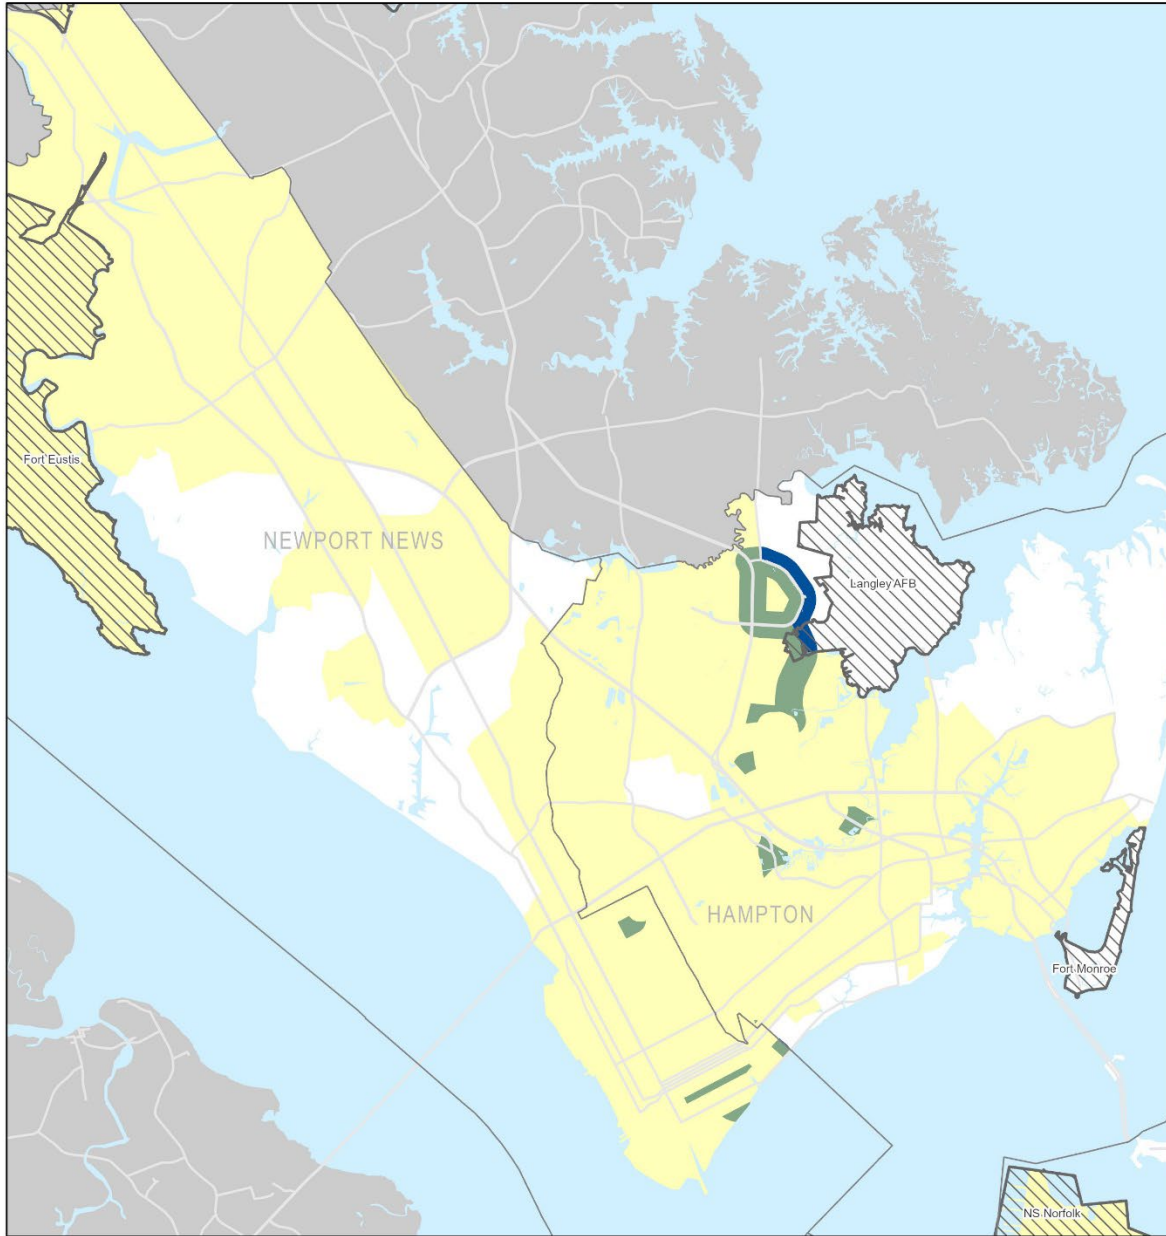 Fort Eustis
NEWPORT NEWS
Langley AFB
HAMPTON
Fort Monroe
NS Norfolk